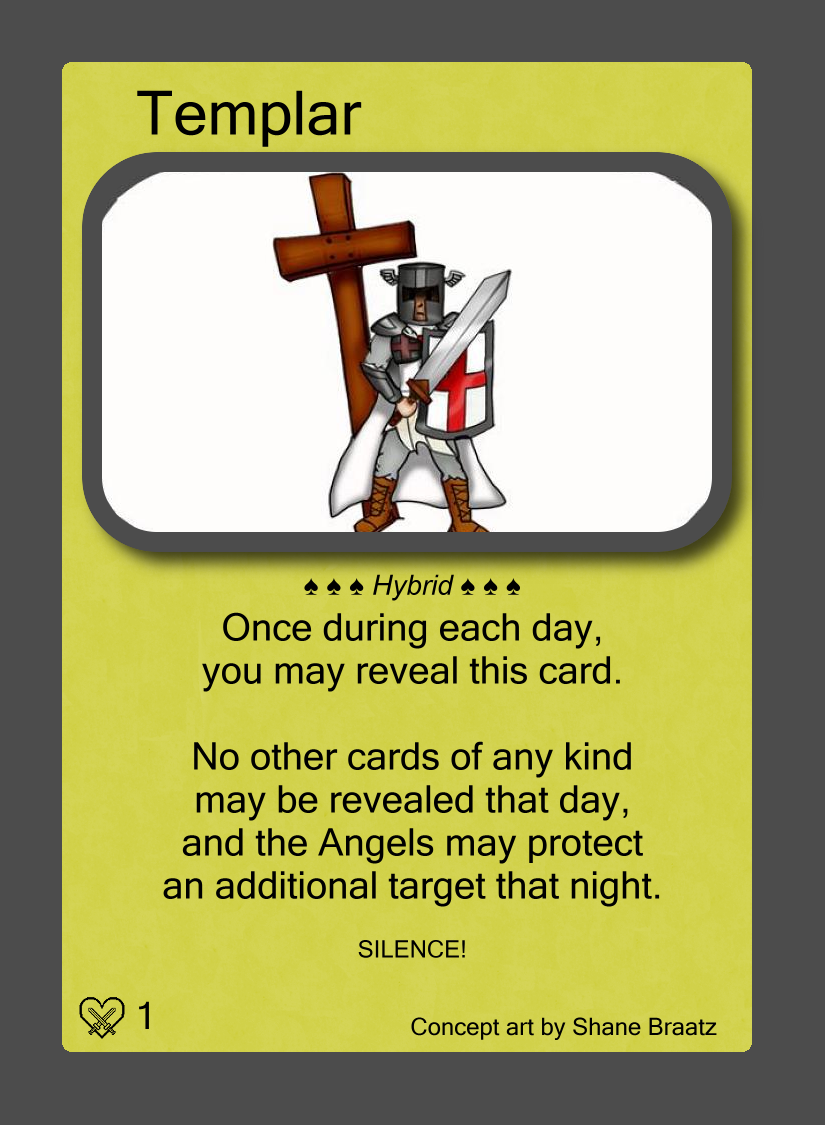 Templar
♠ ♠ ♠ Hybrid ♠ ♠ ♠
Once during each day,
you may reveal this card.
No other cards of any kind
may be revealed that day,
and the Angels may protect
an additional target that night.
SILENCE!
1
Concept art by Shane Braatz